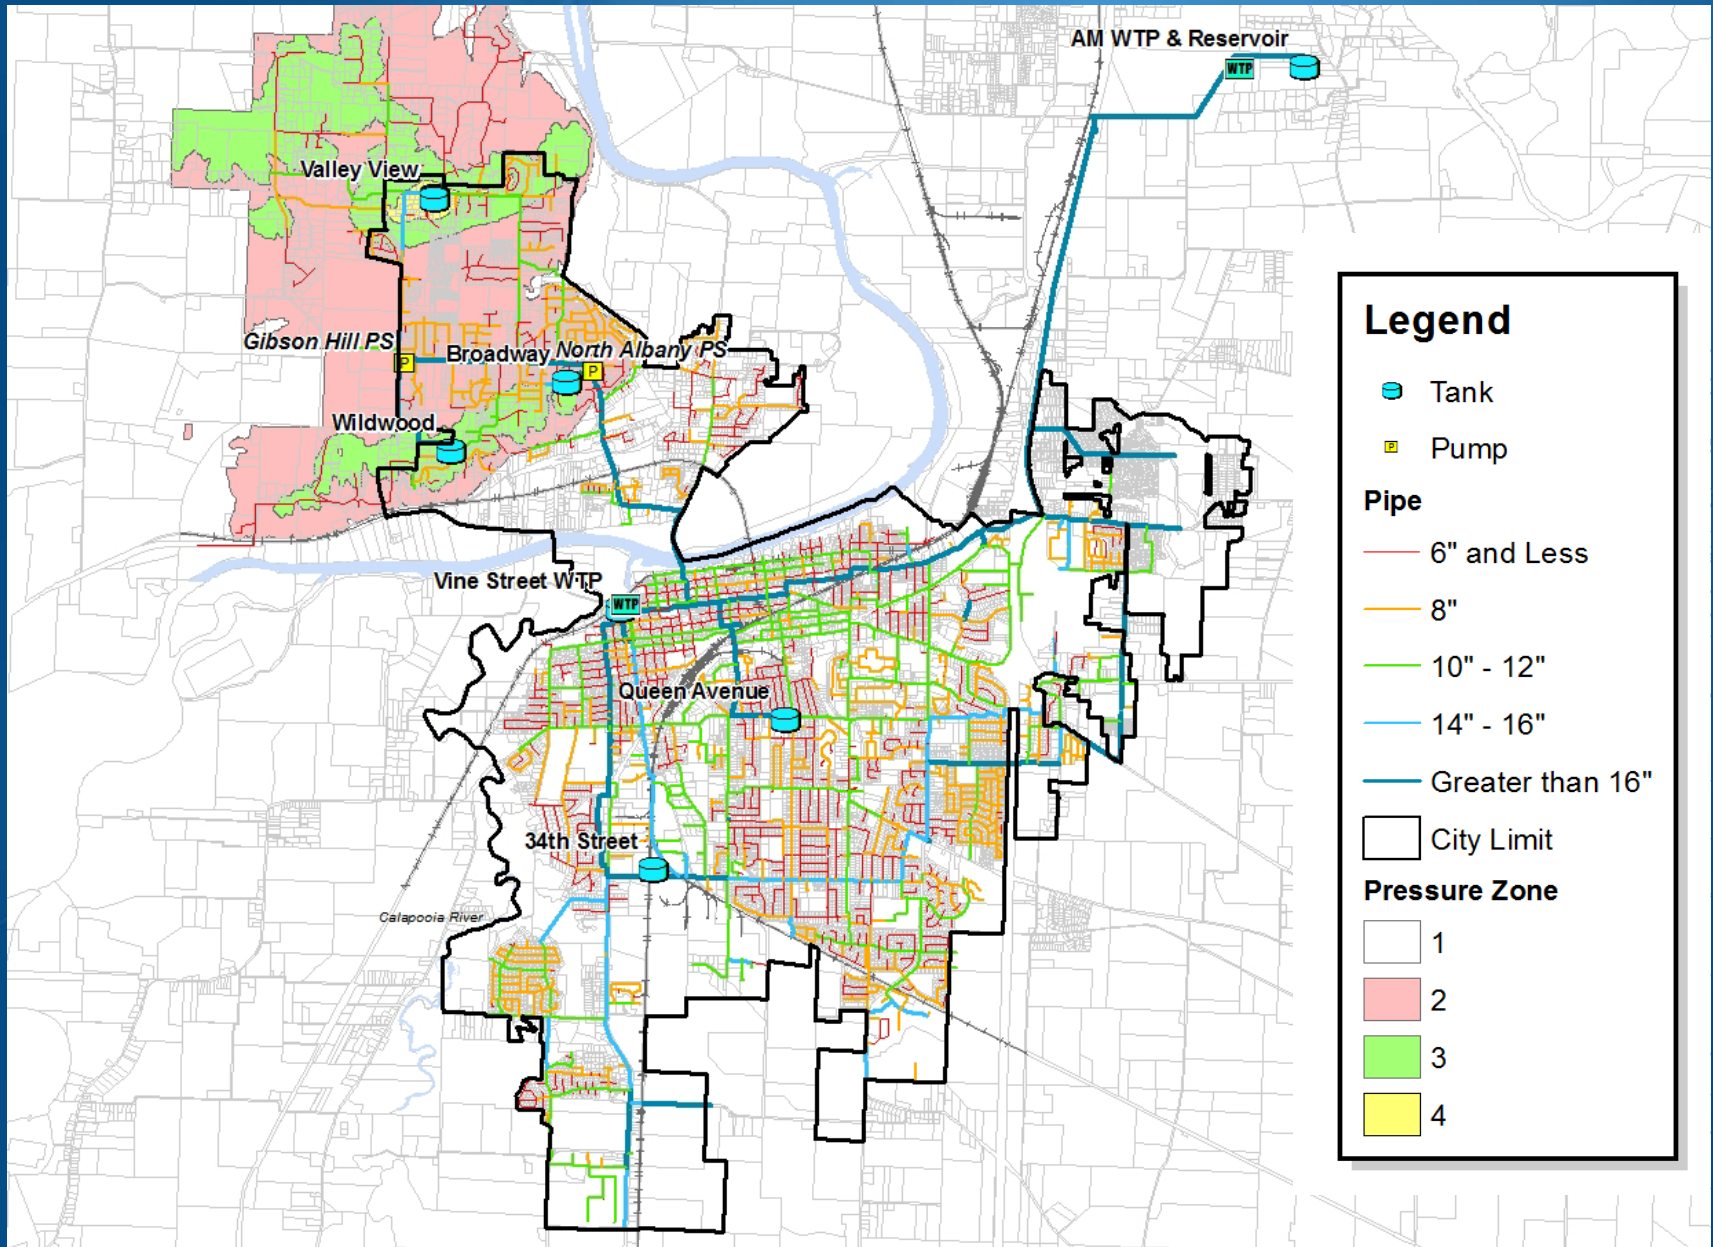 AM WTP & Reservoir
WTP
Valley View
Gibson Hill PS
P
Broadway
North Albany PS
P
Wildwood
Vine Street WTP
WTP
Queen Avenue
34th Street
Calapooia River
Legend
Tank
P
Pump
Pipe
6" and Less
8"
10" - 12"
14" - 16"
Greater than 16"
City Limit
Pressure Zone
1
2
3
4